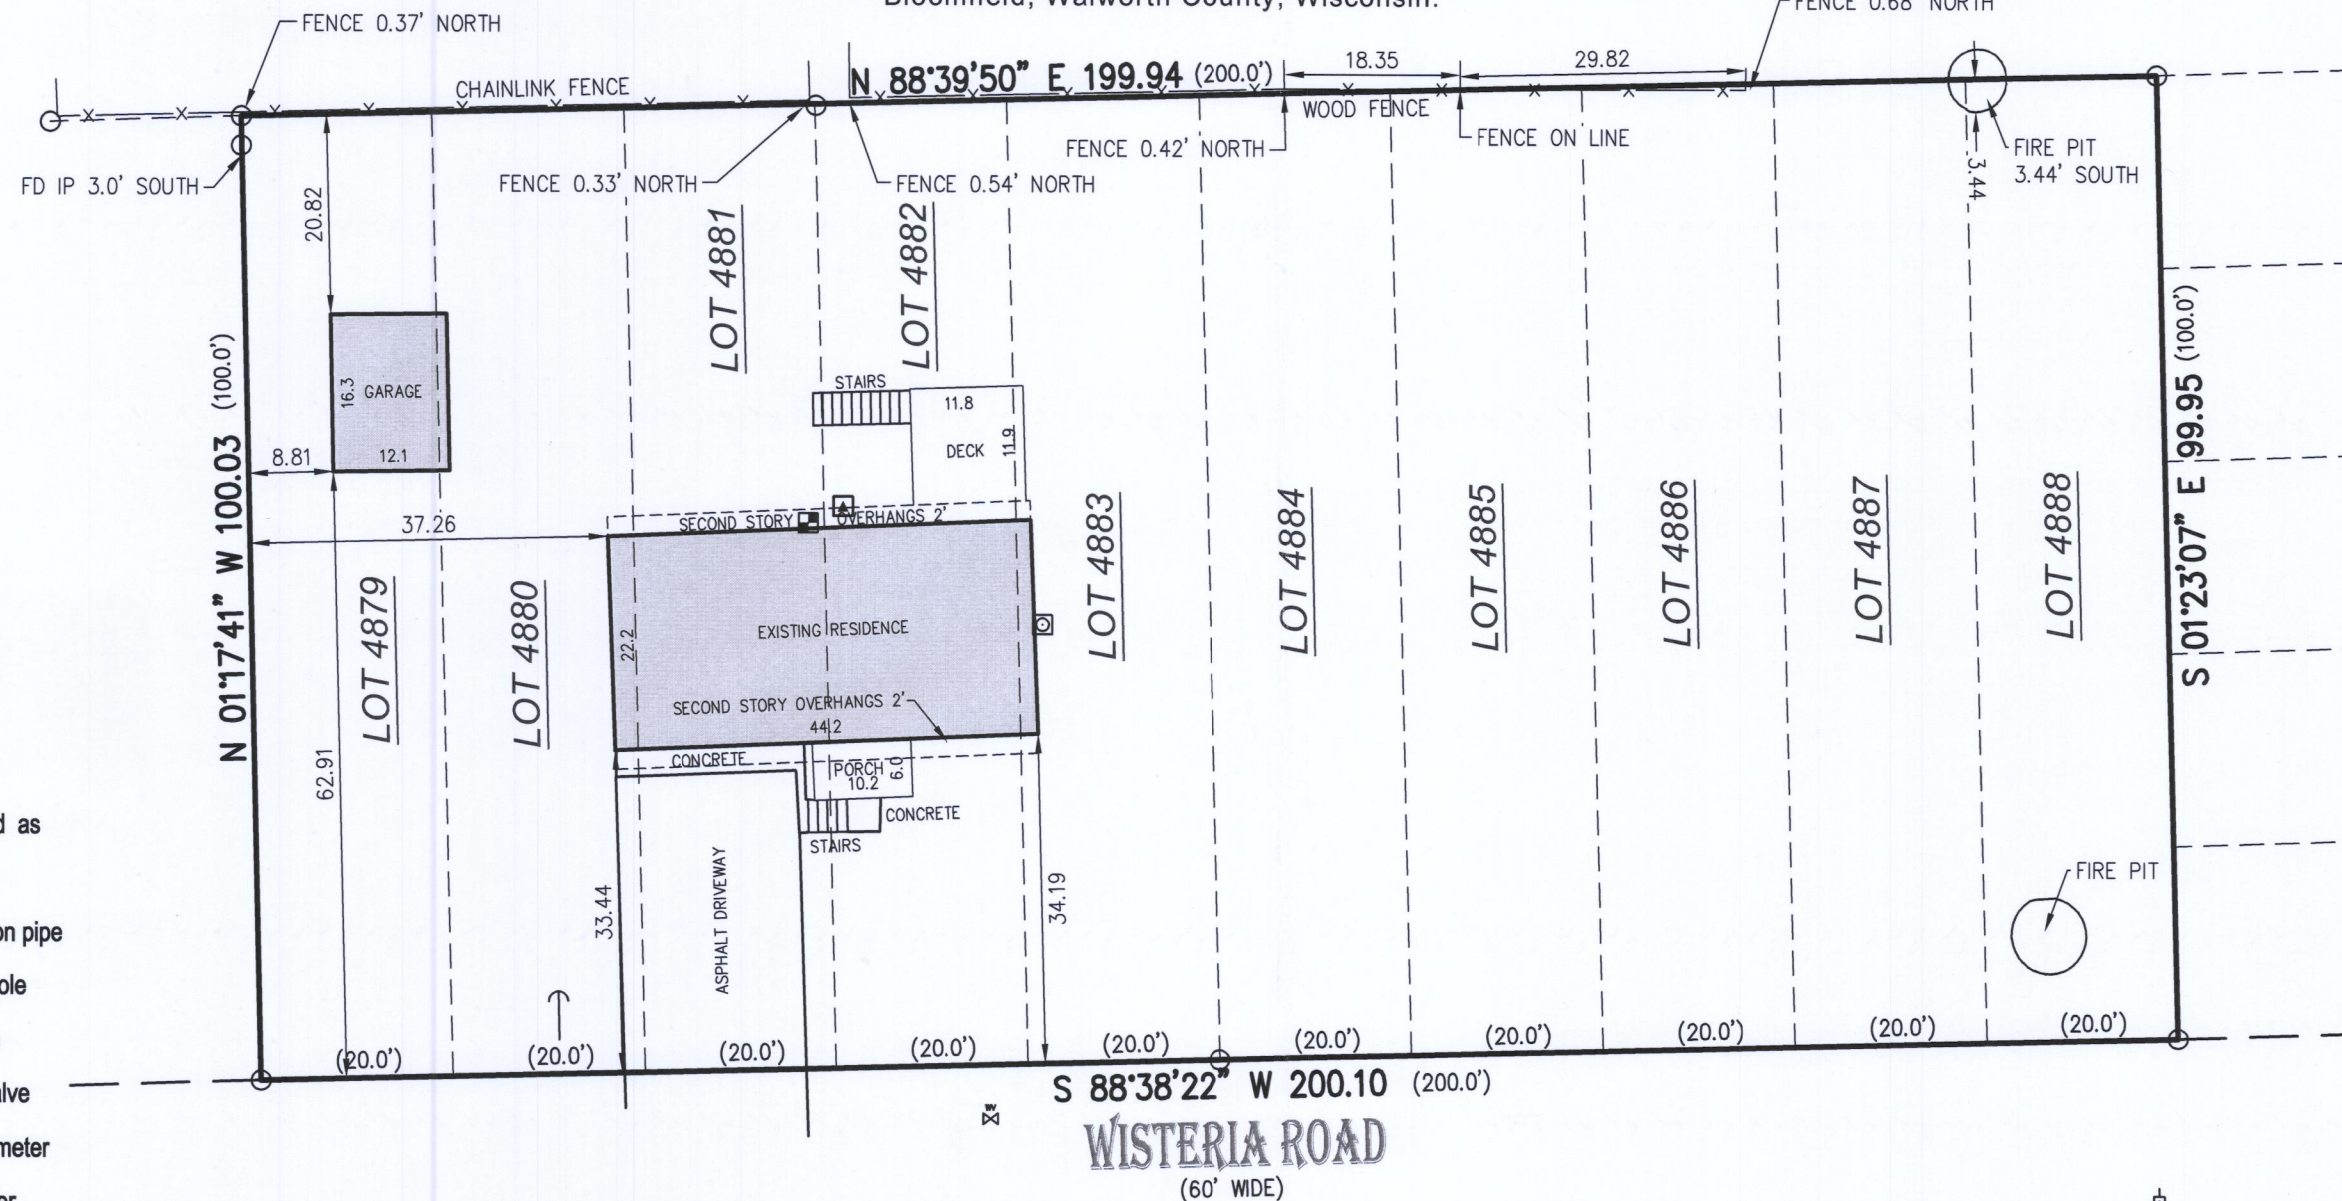 Bloomfield, Walworth County, Wisconsin.
FENCE 0.37' NORTH
FENCE 0.68' NORTH
CHAINLINK FENCE
N 88°39'50" E 199.94 (200.0')
18.35
29.82
WOOD FENCE
FENCE 0.42' NORTH
FENCE ON LINE
FIRE PIT
3.44' SOUTH
3.44
FD IP 3.0' SOUTH
FENCE 0.33' NORTH
FENCE 0.54' NORTH
20.82
LOT 4881
LOT 4882
N 01°17'41" W 100.03 (100.0')
S 01°23'07" E 99.95 (100.0')
16.3
GARAGE
12.1
8.81
STAIRS
11.8
DECK
11.9
37.26
SECOND STORY OVERHANGS 2'
LOT 4879
LOT 4880
LOT 4883
LOT 4884
LOT 4885
LOT 4886
LOT 4887
LOT 4888
22.2
EXISTING RESIDENCE
SECOND STORY OVERHANGS 2'
44.2
62.91
CONCRETE
PORCH
10.2
6.0
CONCRETE
STAIRS
ASPHALT DRIVEWAY
33.44
34.19
FIRE PIT
as
pipe
meter
(20.0')
(20.0')
(20.0')
(20.0')
(20.0')
(20.0')
(20.0')
(20.0')
(20.0')
(20.0')
S 88°38'22" W 200.10 (200.0')
WV
WISTERIA ROAD
(60' WIDE)